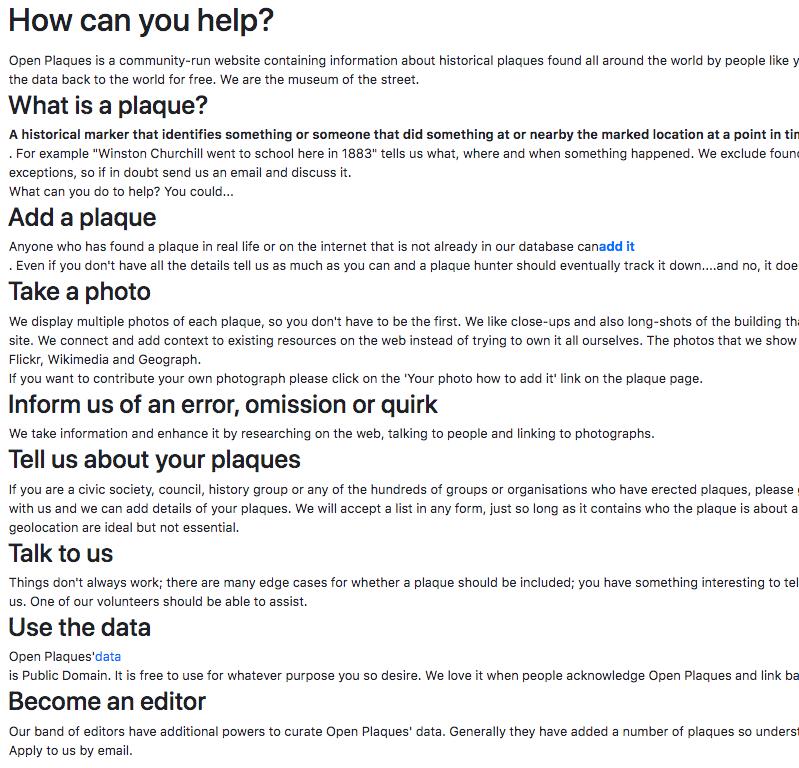 How can you help?
Open Plaques is a community-run website containing information about historical plaques found all around the world by people like
the data back to the world for free. We are the museum of the street.
What is a plaque?
A historical marker that identifies something or someone that did something at or nearby the marked location at a point in
. For example "Winston Churchill went to school here in 1883" tells us what, where and when something happened. We exclude
exceptions, so if in doubt send us an email and discuss it.
What can you do to help? You could...
Add a plaque
Anyone who has found a plaque in real life or on the internet that is not already in our database canadd it
. Even if you don't have all the details tell us as much as you can and a plaque hunter should eventually track it down....and no, it
Take a photo
We display multiple photos of each plaque, so you don't have to be the first. We like close-ups and also long-shots of the building
site. We connect and add context to existing resources on the web instead of trying to own it all ourselves. The photos that we show
Flickr, Wikimedia and Geograph.
If you want to contribute your own photograph please click on the 'Your photo how to add it' link on the plaque page.
Inform us of an error, omission or quirk
We take information and enhance it by researching on the web, talking to people and linking to photographs.
Tell us about your plaques
If you are a civic society, council, history group or any of the hundreds of groups or organisations who have erected plaques, please
with us and we can add details of your plaques. We will accept a list in any form, just so long as it contains who the plaque is about
geolocation are ideal but not essential.
Talk to us
Things don't always work; there are many edge cases for whether a plaque should be included; you have something interesting to
us. One of our volunteers should be able to assist.
Use the data
Open Plaques'data
is Public Domain. It is free to use for whatever purpose you so desire. We love it when people acknowledge Open Plaques and link
Become an editor
Our band of editors have additional powers to curate Open Plaques' data. Generally they have added a number of plaques so
Apply to us by email.